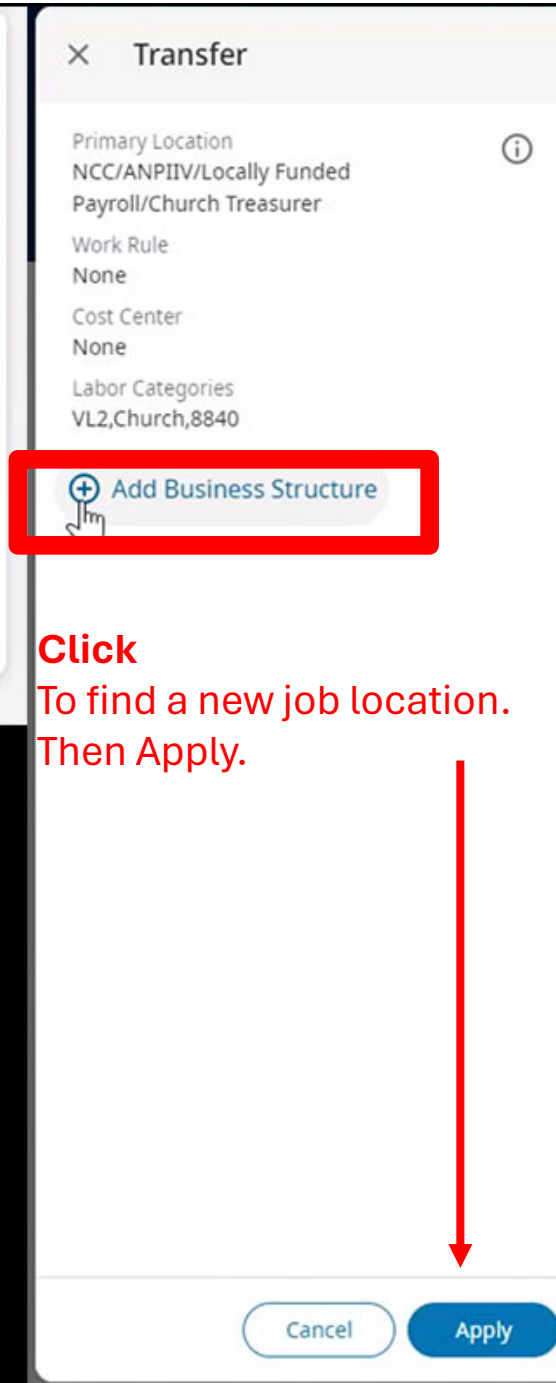 Transfer
Primary Location
NCC/ANPIIV/Locally Funded
Payroll/Church Treasurer
Work Rule
None
Cost Center
None
Labor Categories
VL2,Church,8840
Add Business Structure
Click
To find a new job location.
Then Apply.
Cancel
Apply